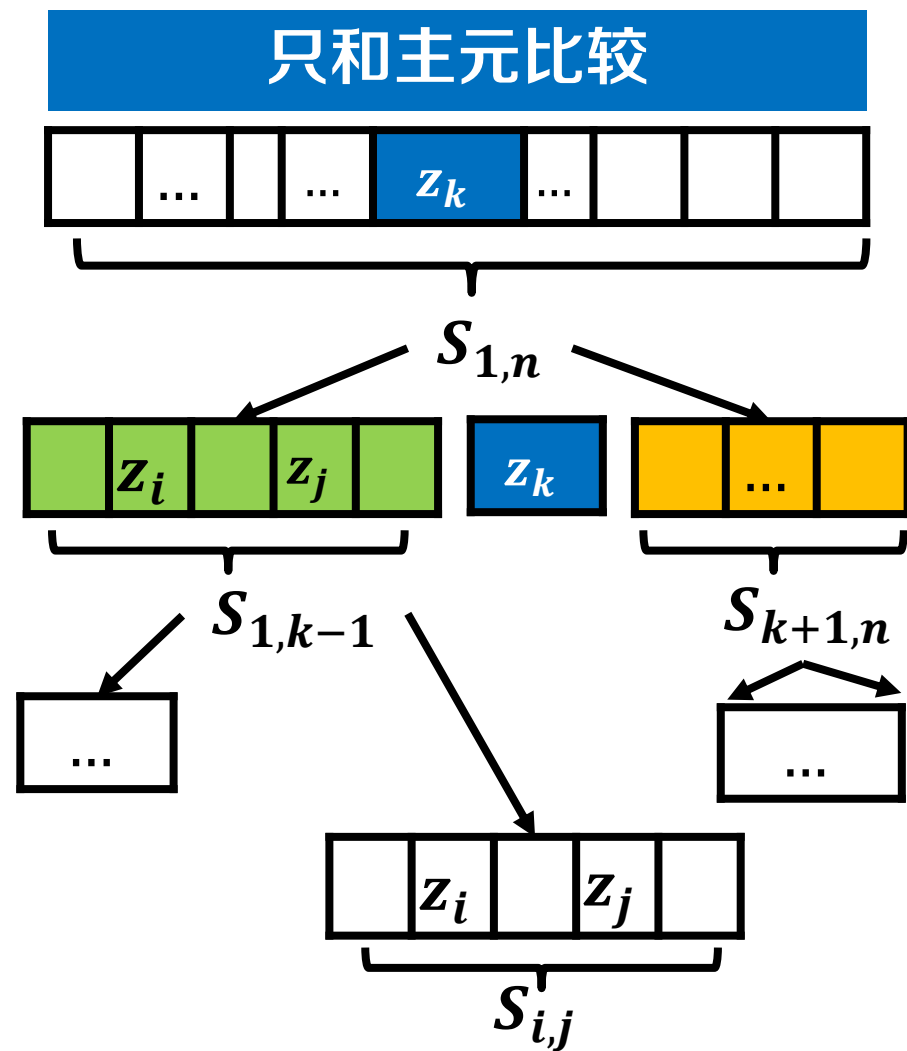 只和主元比较
... ... z_k ...
S_{1,n}
z_i z_j z_k ...
S_{1,k-1} S_{k+1,n}
... ...
z_i z_j
S_{i,j}